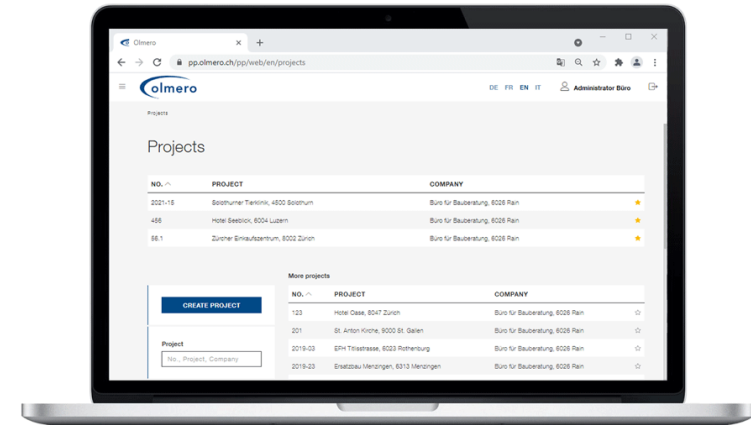 Olmero
pp.olmero.ch/pp/web/en/projects
olmero
DE FR EN IT Administrator Büro
Projects
Projects
NO. PROJECT COMPANY
2021-15 Solothurner Tierklinik, 4500 Solothurn Büro für Bauberatung, 6026 Rain
456 Hotel Seeblick, 6004 Luzern Büro für Bauberatung, 6026 Rain
56.1 Zürcher Einkaufszentrum, 8002 Zürich Büro für Bauberatung, 6026 Rain
More projects
NO. PROJECT COMPANY
123 Hotel Oase, 8047 Zürich Büro für Bauberatung, 6026 Rain
201 St. Anton Kirche, 9000 St. Gallen Büro für Bauberatung, 6026 Rain
2019-03 EFH Titlisstrasse, 6023 Rothenburg Büro für Bauberatung, 6026 Rain
2019-23 Ersatzbau Menzingen, 6313 Menzingen Büro für Bauberatung, 6026 Rain
CREATE PROJECT
Project
No., Project, Company